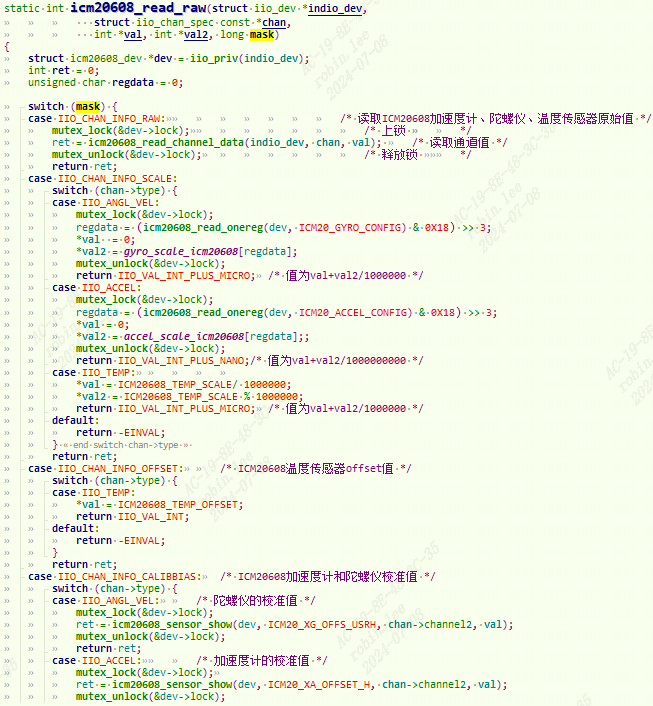 static int icm20608_read_raw(struct iio_dev *indio_dev,
struct iio_chan_spec const *chan,
int *val, int *val2, long mask)
{
struct icm20608_dev *dev = iio_priv(indio_dev);
int ret = 0;
unsigned char regdata = 0;
switch (mask) {
case IIO_CHAN_INFO_RAW: /* 读取ICM20608加速度计、陀螺仪、温度传感器原始值 */
mutex_lock(&dev->lock); /* 上锁 */
ret = icm20608_read_channel_data(indio_dev, chan, val); /* 读取通道值 */
mutex_unlock(&dev->lock); /* 释放锁 */
return ret;
case IIO_CHAN_INFO_SCALE:
switch (chan->type) {
case IIO_ANGL_VEL:
mutex_lock(&dev->lock);
regdata = (icm20608_read_onereg(dev, ICM20_GYRO_CONFIG) & 0X18) >> 3;
*val = 0;
*val2 = gyro_scale_icm20608[regdata];
mutex_unlock(&dev->lock);
return IIO_VAL_INT_PLUS_MICRO; /* 值为val+val2/1000000 */
case IIO_ACCEL:
mutex_lock(&dev->lock);
regdata = (icm20608_read_onereg(dev, ICM20_ACCEL_CONFIG) & 0X18) >> 3;
*val = 0;
*val2 = accel_scale_icm20608[regdata];;
mutex_unlock(&dev->lock);
return IIO_VAL_INT_PLUS_NANO;/* 值为val+val2/1000000000 */
case IIO_TEMP:
*val = ICM20608_TEMP_SCALE/ 1000000;
*val2 = ICM20608_TEMP_SCALE % 1000000;
return IIO_VAL_INT_PLUS_MICRO; /* 值为val+val2/1000000 */
default:
return -EINVAL;
} « end switch chan->type »
return ret;
case IIO_CHAN_INFO_OFFSET: /* ICM20608温度传感器offset值 */
switch (chan->type) {
case IIO_TEMP:
*val = ICM20608_TEMP_OFFSET;
return IIO_VAL_INT;
default:
return -EINVAL;
}
return ret;
case IIO_CHAN_INFO_CALIBBIAS: /* ICM20608加速度计和陀螺仪校准值 */
switch (chan->type) {
case IIO_ANGL_VEL: /* 陀螺仪的校准值 */
mutex_lock(&dev->lock);
ret = icm20608_sensor_show(dev, ICM20_XG_OFFS_USRH, chan->channel2, val);
mutex_unlock(&dev->lock);
return ret;
case IIO_ACCEL: /* 加速度计的校准值 */
mutex_lock(&dev->lock);
ret = icm20608_sensor_show(dev, ICM20_XA_OFFSET_H, chan->channel2, val);
mutex_unlock(&dev->lock);